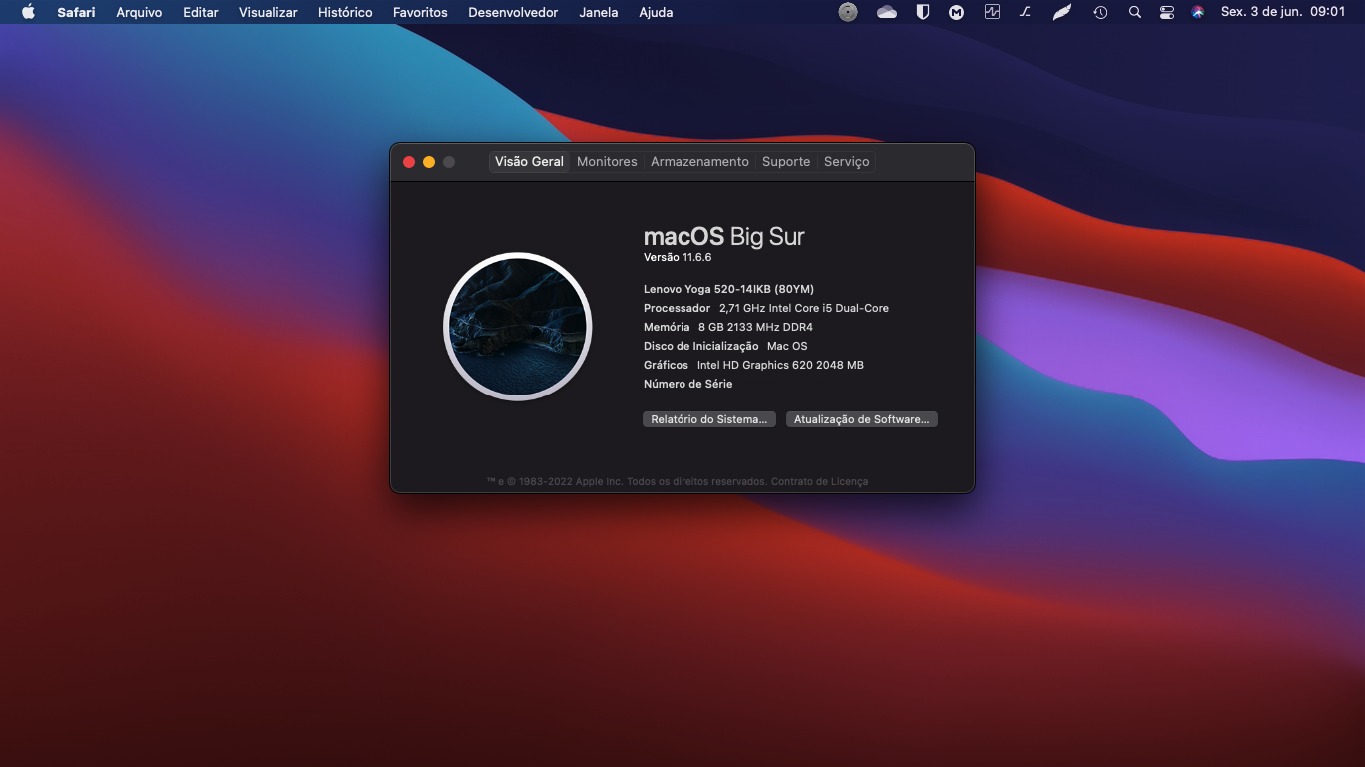 Safari Arquivo Editar Visualizar Histórico Favoritos Desenvolvedor Janela Ajuda Sex. 3 de jun. 09:01
Visão Geral Monitores Armazenamento Suporte Serviço
macOS Big Sur
Versão 11.6.6
Lenovo Yoga 520-14IKB (80YM)
Processador 2,71 GHz Intel Core i5 Dual-Core
Memória 8 GB 2133 MHz DDR4
Disco de Inicialização Mac OS
Gráficos Intel HD Graphics 620 2048 MB
Número de Série
Relatório do Sistema... Atualização de Software...
™ e © 1983-2022 Apple Inc. Todos os direitos reservados. Contrato de Licença